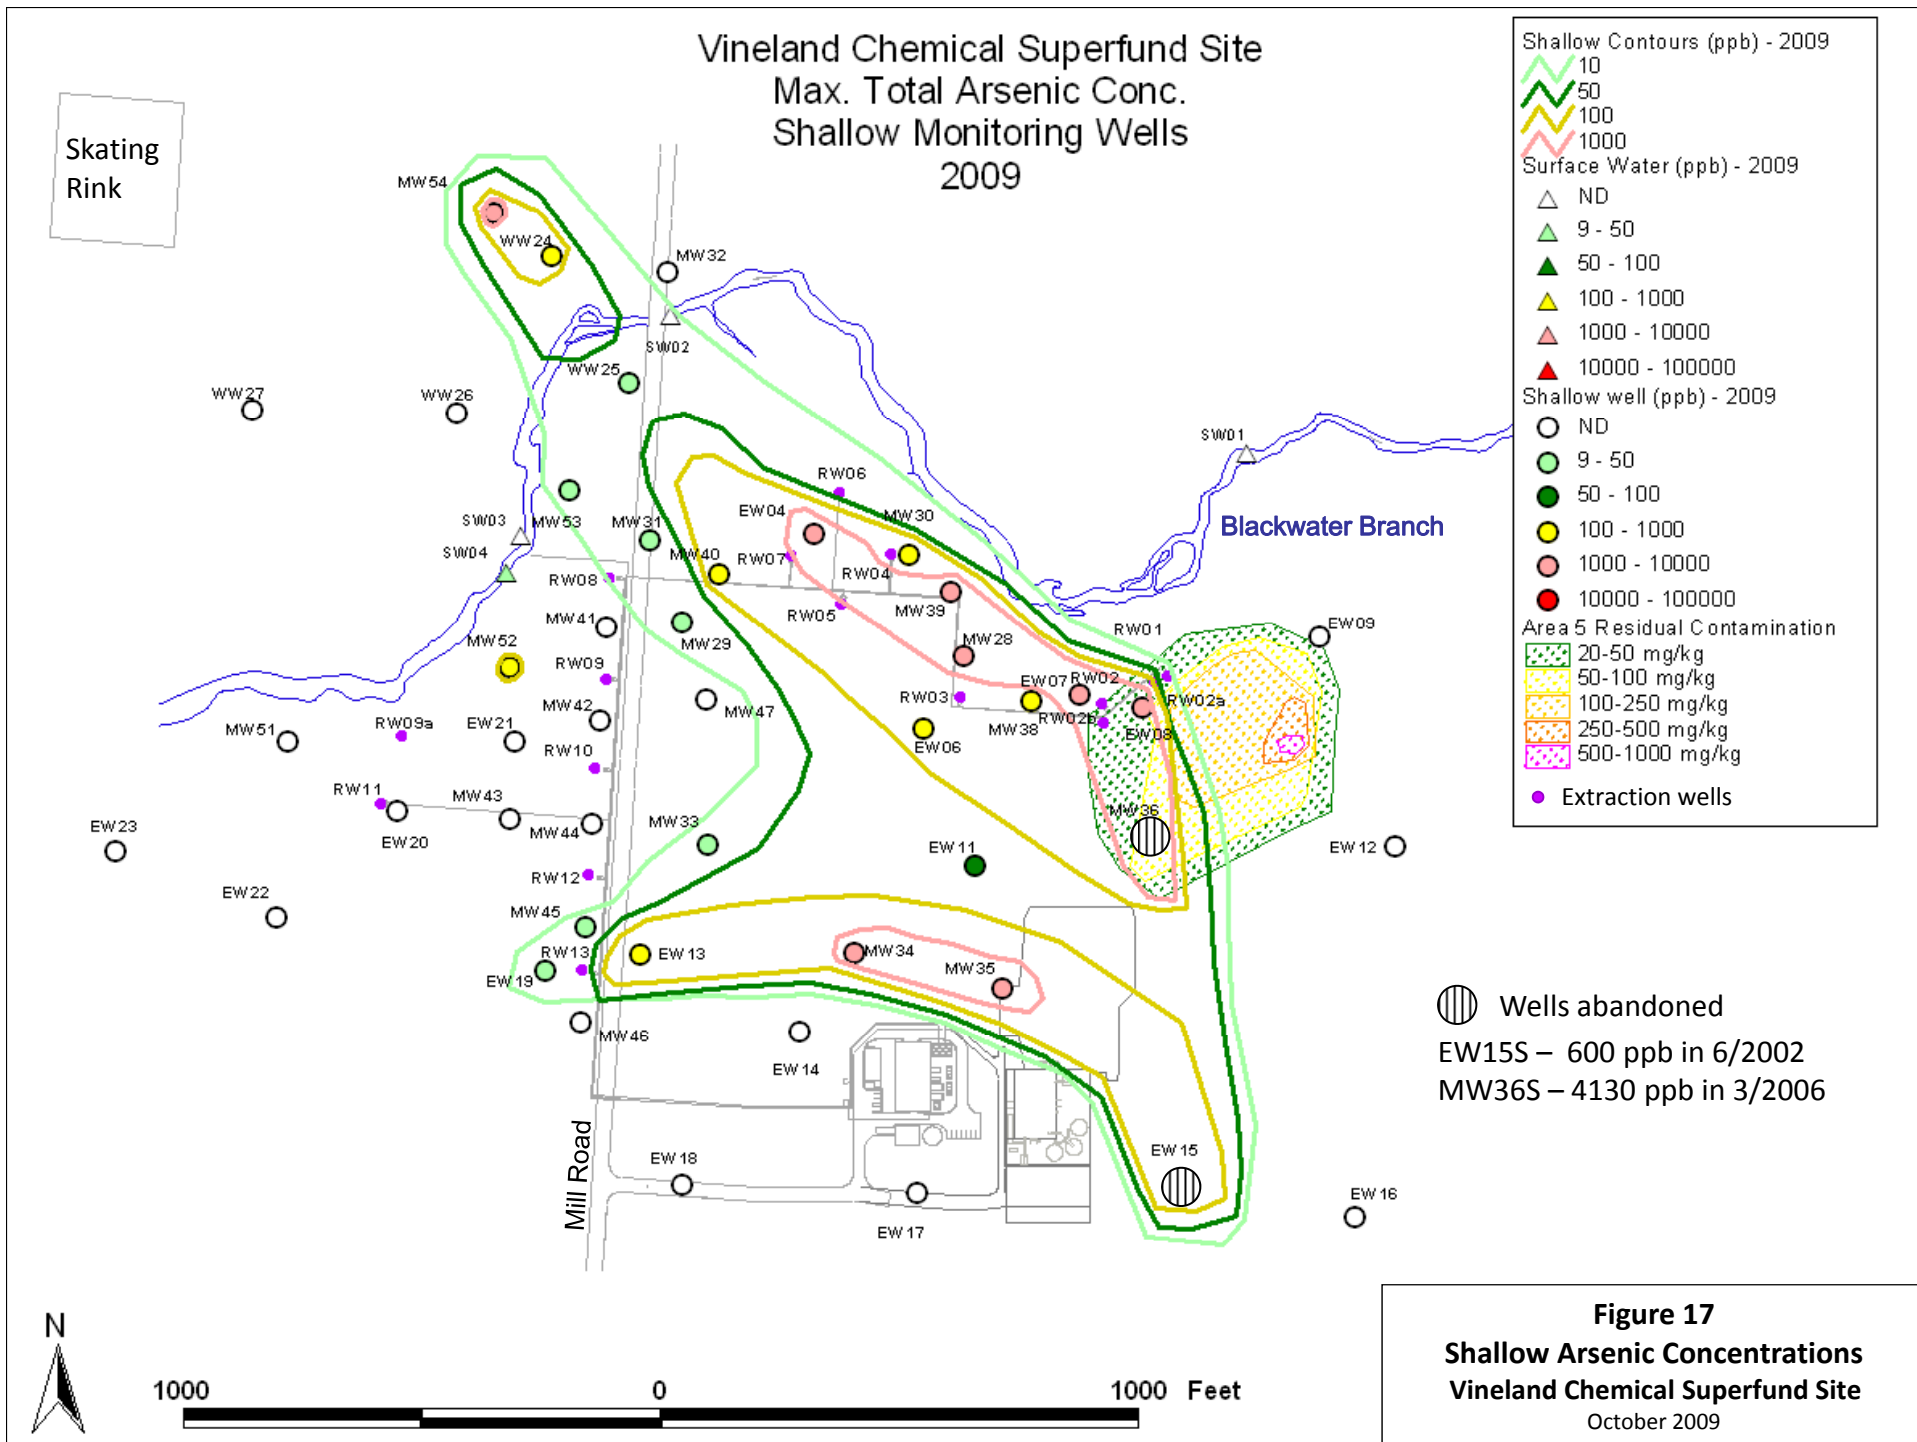 Vineland Chemical Superfund Site
Max. Total Arsenic Conc.
Shallow Monitoring Wells
2009
Skating
Rink
Shallow Contours (ppb) - 2009
10
50
100
1000
Surface Water (ppb) - 2009
ND
9 - 50
50 - 100
100 - 1000
1000 - 10000
10000 - 100000
Shallow well (ppb) - 2009
ND
9 - 50
50 - 100
100 - 1000
1000 - 10000
10000 - 100000
Area 5 Residual Contamination
20-50 mg/kg
50-100 mg/kg
100-250 mg/kg
250-500 mg/kg
500-1000 mg/kg
Extraction wells
MW54
WW24
MW32
SW02
WW25
WW27
WW26
SW01
RW06
EW04
MW30
SW03
MW53
MW31
Blackwater Branch
SW04
MW40
RW07
RW04
RW08
RW05
MW39
MW41
MW29
MW28
RW01
EW09
MW52
RW09
EW07
RW02
RW03
MW47
MW42
MW38
RW02b
RW02a
MW51
RW09a
EW21
RW10
EW06
EW08
RW11
MW43
MW36
EW23
EW20
MW44
MW33
EW11
EW12
RW12
EW22
MW45
RW13
EW13
MW34
MW35
EW19
MW46
EW14
Wells abandoned
EW15S – 600 ppb in 6/2002
MW36S – 4130 ppb in 3/2006
Mill Road
EW18
EW15
EW17
EW16
N
1000
0
1000 Feet
Figure 17
Shallow Arsenic Concentrations
Vineland Chemical Superfund Site
October 2009